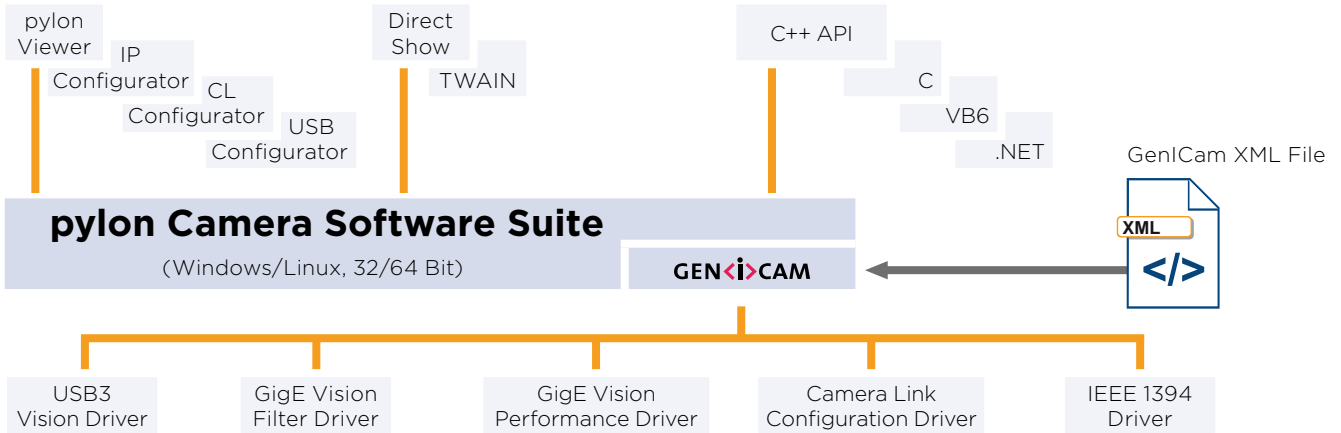 pylon
Viewer
IP
Configurator
CL
Configurator
USB
Configurator
Direct
Show
TWAIN
C++ API
C
VB6
.NET
GenICam XML File
XML
</>
pylon Camera Software Suite
(Windows/Linux, 32/64 Bit)
GEN<i>CAM
USB3
Vision Driver
GigE Vision
Filter Driver
GigE Vision
Performance Driver
Camera Link
Configuration Driver
IEEE 1394
Driver